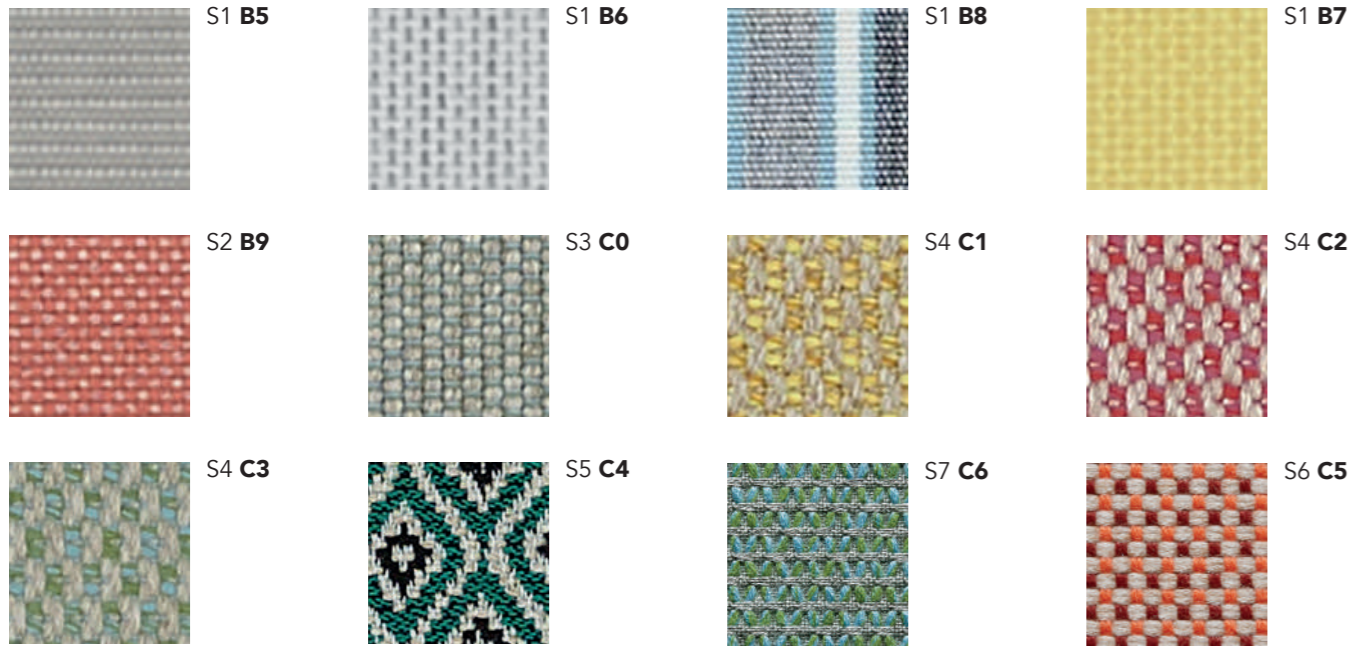 S1 B5
S1 B6
S1 B8
S1 B7
S2 B9
S3 C0
S4 C1
S4 C2
S4 C3
S5 C4
S7 C6
S6 C5